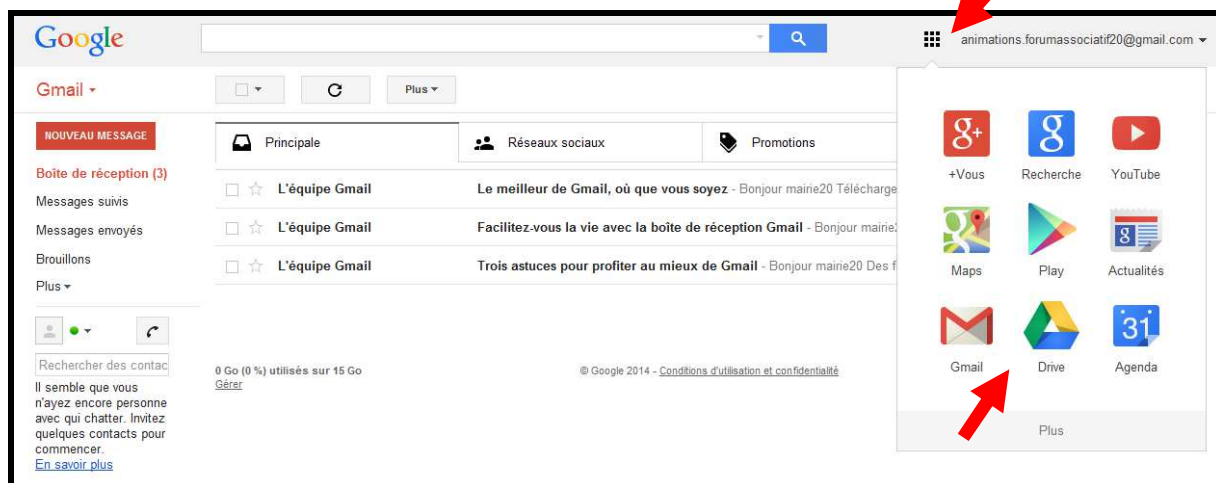 Google
animations.forumassociatif20@gmail.com
Gmail
Plus
NOUVEAU MESSAGE
Principale
Réseaux sociaux
Promotions
Boîte de réception (3)
Messages suivis
Messages envoyés
Brouillons
Plus
L'équipe Gmail Le meilleur de Gmail, où que vous soyez - Bonjour mairie20 Télécharge
L'équipe Gmail Facilitez-vous la vie avec la boîte de réception Gmail - Bonjour mairie2
L'équipe Gmail Trois astuces pour profiter au mieux de Gmail - Bonjour mairie20 Des f
Rechercher des contac
Il semble que vous
n'ayez encore personne
avec qui chatter. Invitez
quelques contacts pour
commencer.
En savoir plus
0 Go (0 %) utilisés sur 15 Go
Gérer
© Google 2014 - Conditions d'utilisation et confidentialité
8+ 8
+Vous Recherche YouTube
8 8
Maps Play Actualités
31
Gmail Drive Agenda
Plus